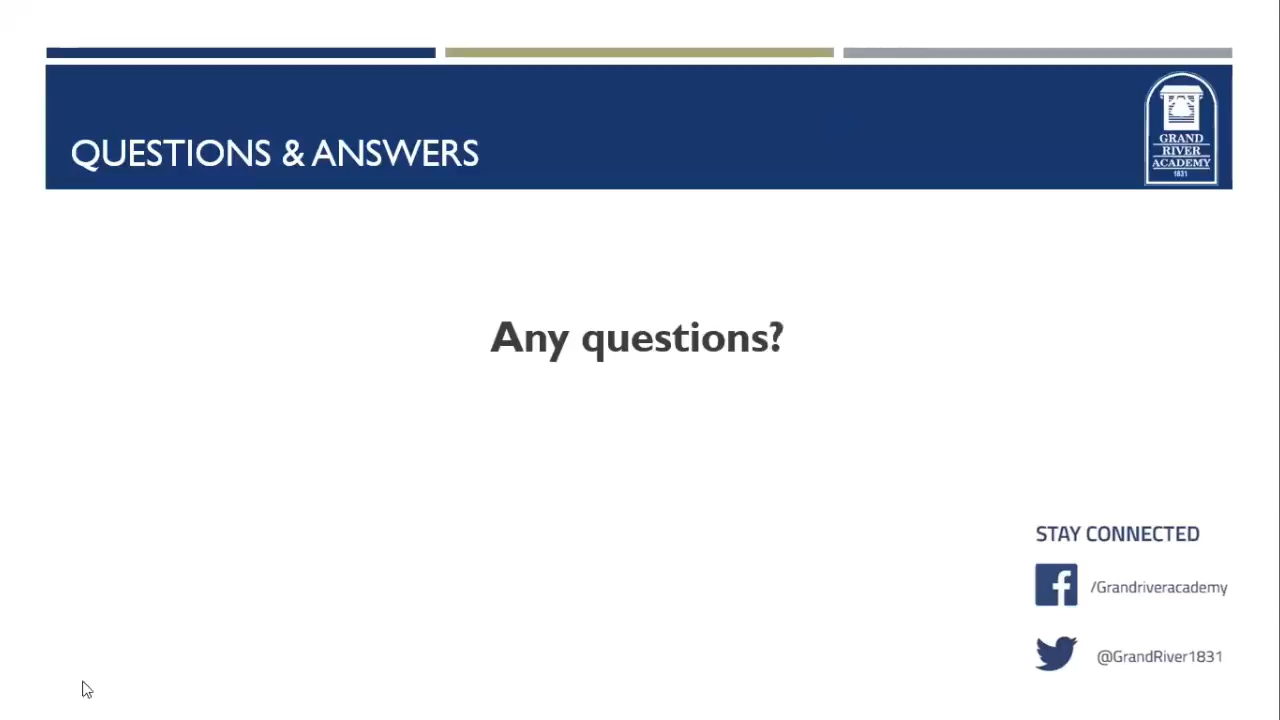 QUESTIONS & ANSWERS
GRAND
RIVER
ACADEMY
1831
Any questions?
STAY CONNECTED
/Grandriveracademy
@GrandRiver1831